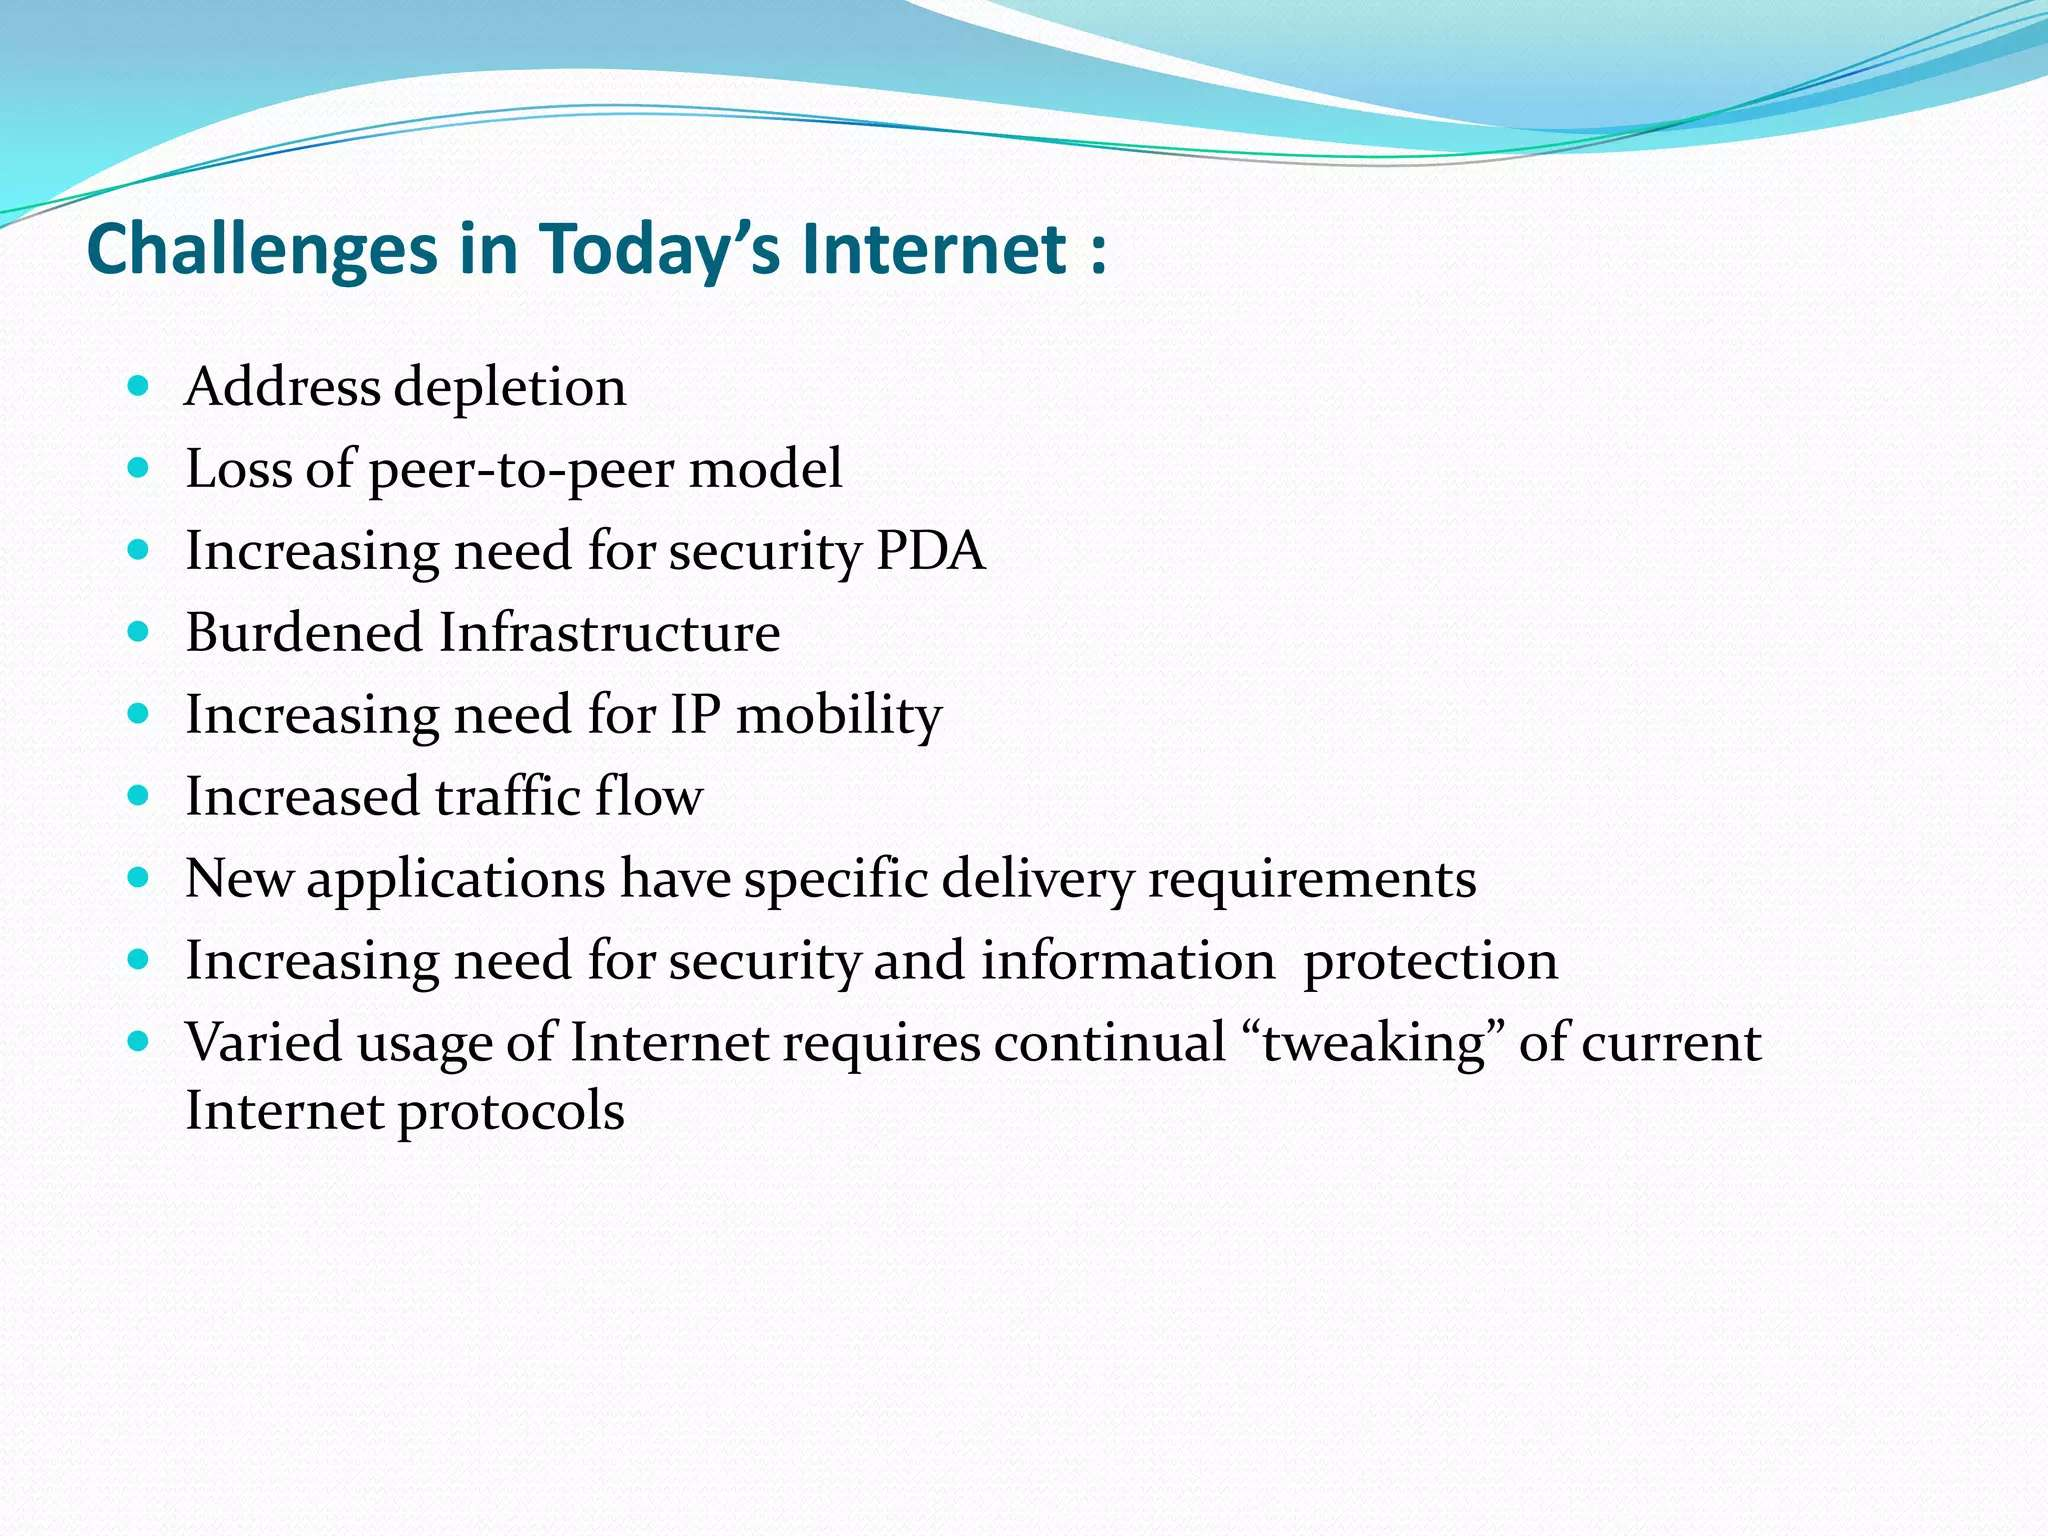 Challenges in Today’s Internet :
• Address depletion
• Loss of peer-to-peer model
• Increasing need for security PDA
• Burdened Infrastructure
• Increasing need for IP mobility
• Increased traffic flow
• New applications have specific delivery requirements
• Increasing need for security and information  protection
• Varied usage of Internet requires continual “tweaking” of current
Internet protocols